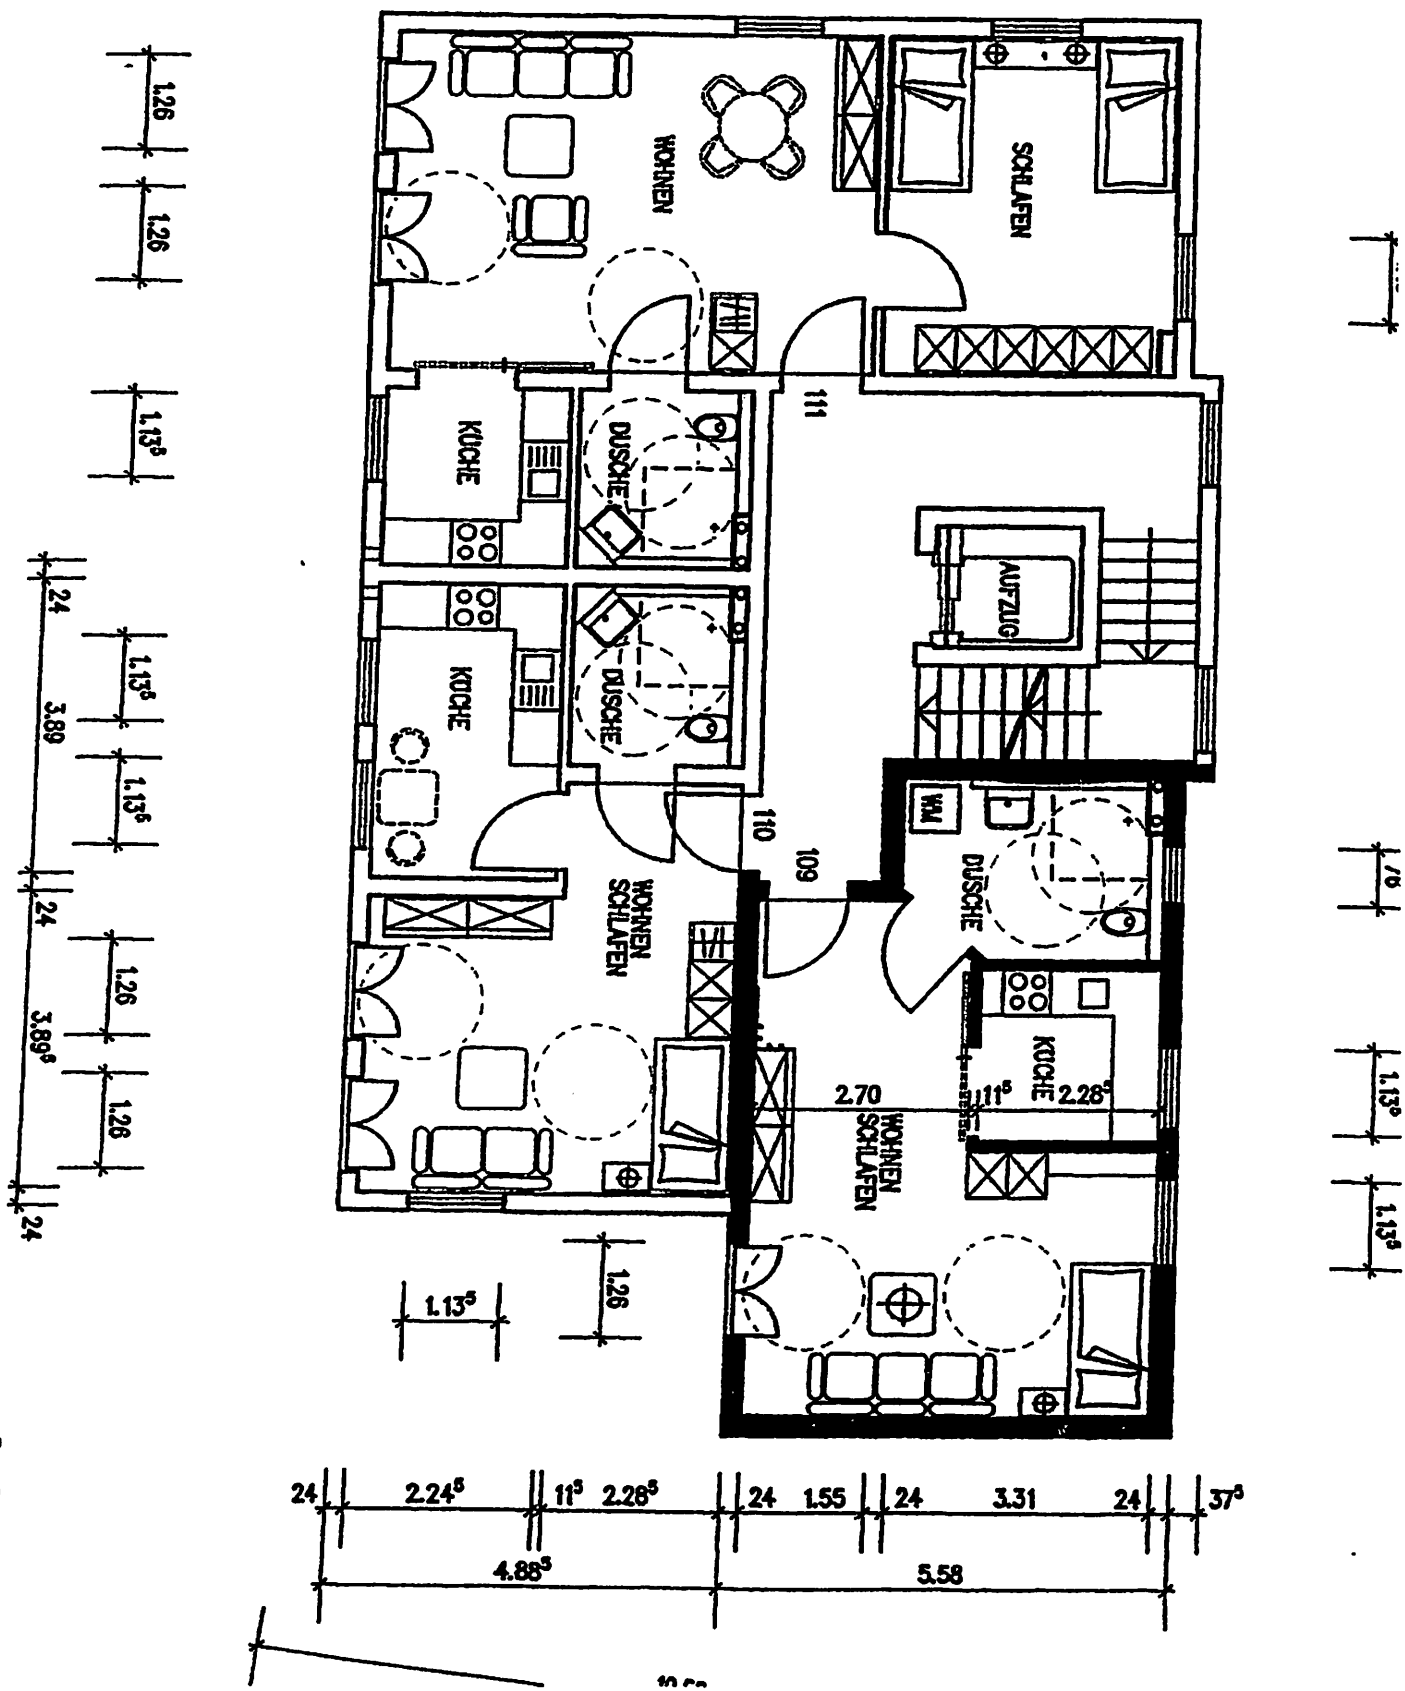 1.26
1.26
1.13⁵
24
1.13⁵
3.89
1.13⁵
24
1.26
3.89⁵
1.26
24
WOHNEN
SCHLAFEN
111
KÜCHE
DUSCHE
AUFZUG
KÜCHE
DUSCHE
110
109
WM
DUSCHE
WOHNEN
SCHLAFEN
KÜCHE
2.70
11⁵
2.28⁵
WOHNEN
SCHLAFEN
76
1.13⁵
1.13⁵
1.26
1.13⁵
24 2.24⁵ 11⁵ 2.28⁵ 24 1.55 24 3.31 24 37⁵
4.88⁵ 5.58